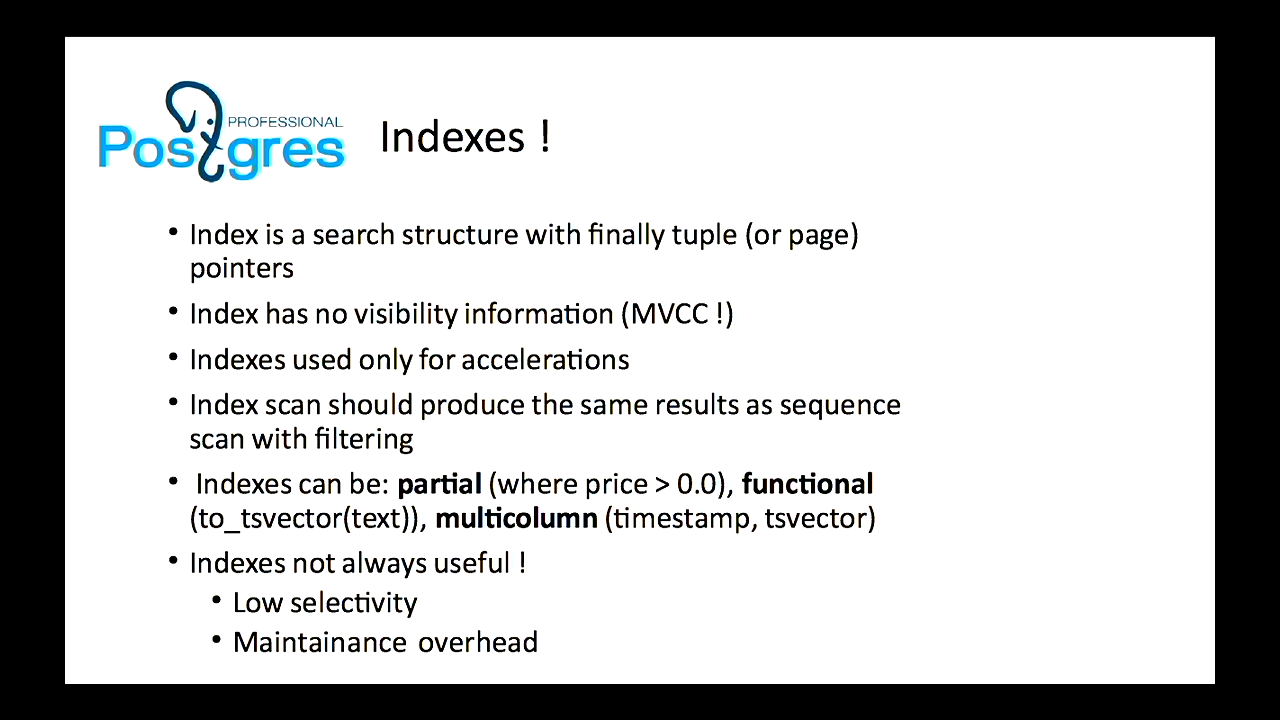 PROFESSIONAL
Postgres
Indexes !
• Index is a search structure with finally tuple (or page)
pointers
• Index has no visibility information (MVCC !)
• Indexes used only for accelerations
• Index scan should produce the same results as sequence
scan with filtering
• Indexes can be: partial (where price > 0.0), functional
(to_tsvector(text)), multicolumn (timestamp, tsvector)
• Indexes not always useful !
• Low selectivity
• Maintainance overhead